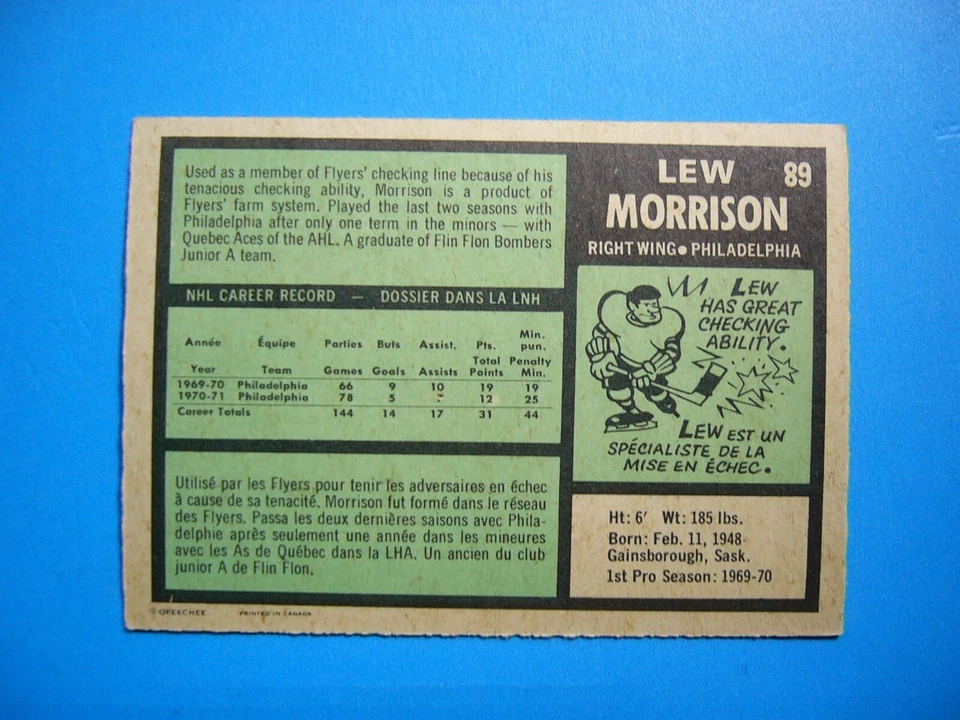 Used as a member of Flyers' checking line because of his
tenacious checking ability, Morrison is a product of
Flyers' farm system. Played the last two seasons with
Philadelphia after only one term in the minors — with
Quebec Aces of the AHL. A graduate of Flin Flon Bombers
Junior A team.
NHL CAREER RECORD — DOSSIER DANS LA LNH
Année Équipe Parties Buts Assist. Pts. Min. pun.
Year Team Games Goals Assists Total Points Penalty Min.
1969-70 Philadelphia 66 9 10 19 19
1970-71 Philadelphia 78 5 12 25
Career Totals 144 14 17 31 44
Utilisé par les Flyers pour tenir les adversaires en échec
à cause de sa tenacité. Morrison fut formé dans le réseau
des Flyers. Passa les deux dernières saisons avec Phila-
delphie après seulement une année dans les mineures
avec les As de Québec dans la LHA. Un ancien du club
junior A de Flin Flon.
© OPEECHEE PRINTED IN CANADA
LEW 89
MORRISON
RIGHT WING • PHILADELPHIA
LEW
HAS GREAT
CHECKING
ABILITY.
LEW EST UN
SPÉCIALISTE DE LA
MISE EN ÉCHEC.
Ht: 6' Wt: 185 lbs.
Born: Feb. 11, 1948
Gainsborough, Sask.
1st Pro Season: 1969-70